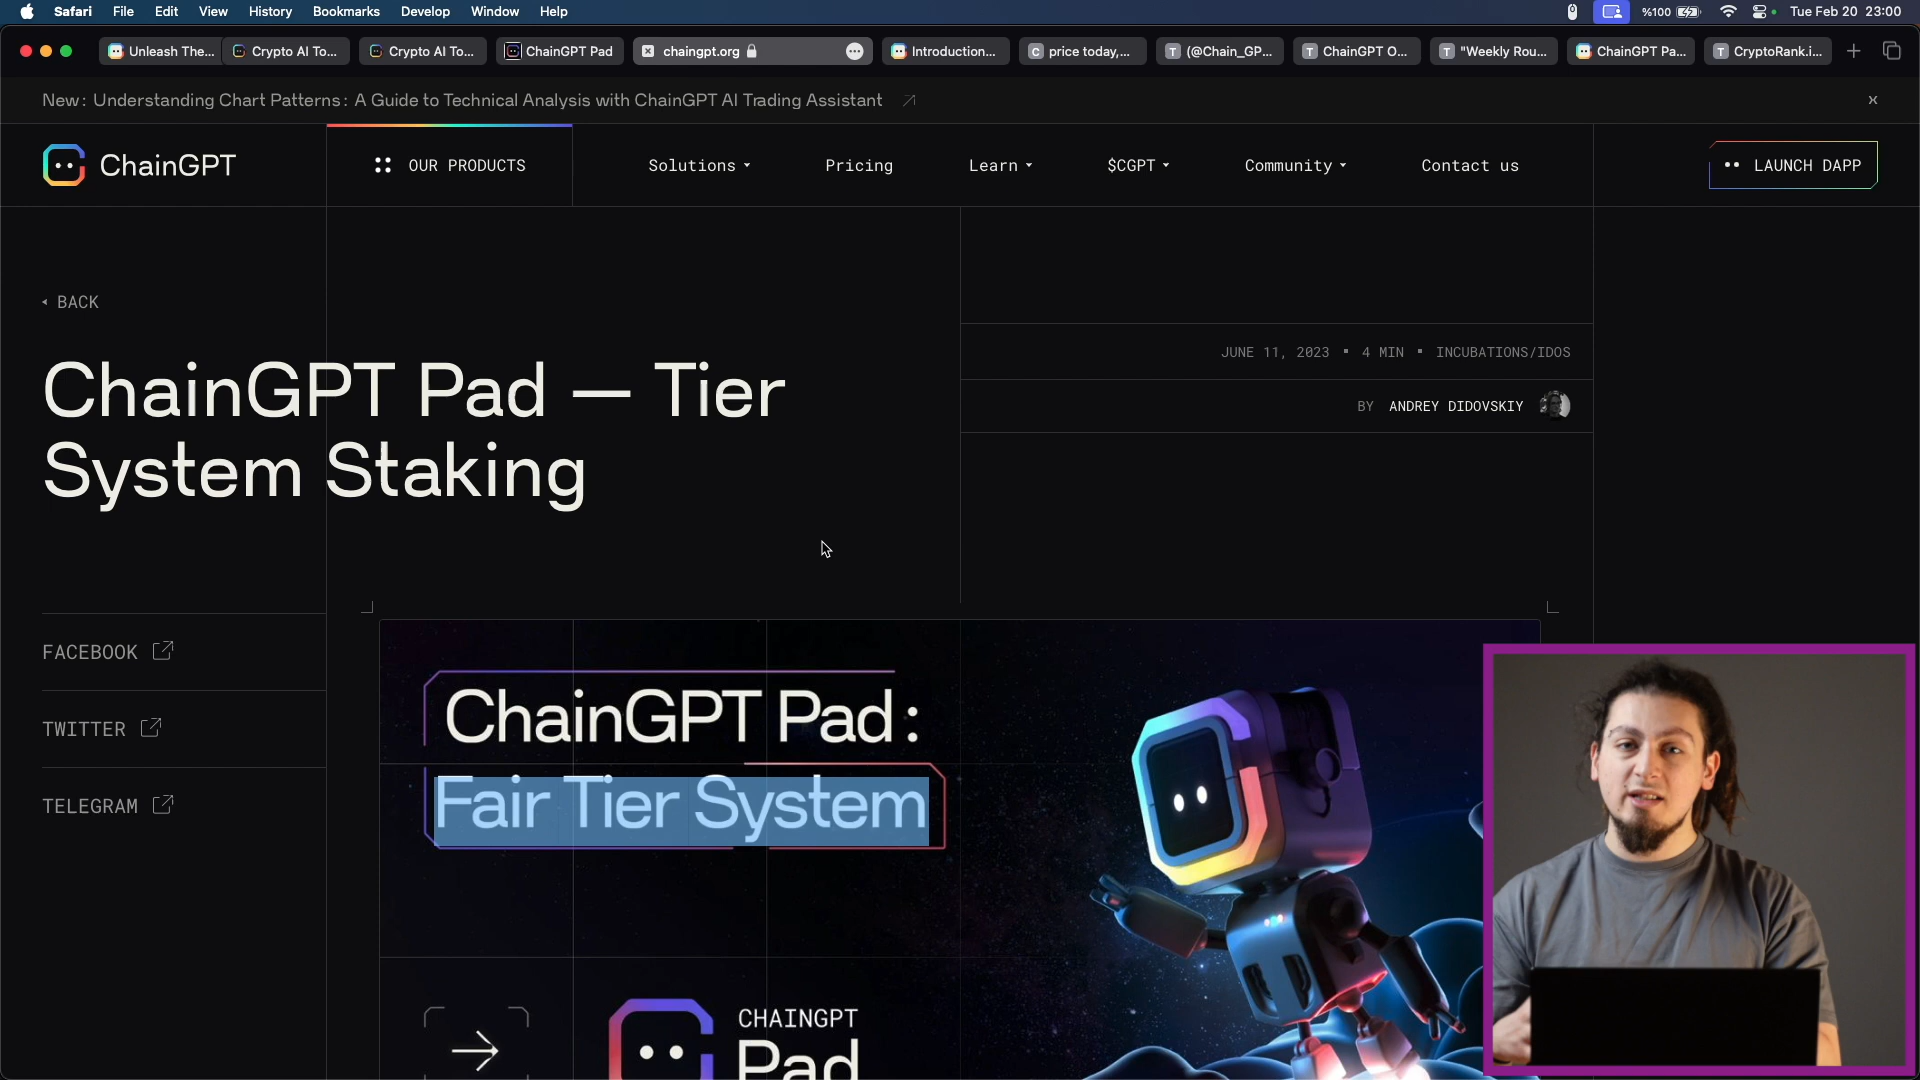 Safari File Edit View History Bookmarks Develop Window Help %100 Tue Feb 20 23:00
Unleash The... Crypto AI To... Crypto AI To... ChainGPT Pad chaingpt.org Introduction... price today,... (@Chain_GP... ChainGPT O... "Weekly Rou... ChainGPT Pa... CryptoRank.i...
New: Understanding Chart Patterns: A Guide to Technical Analysis with ChainGPT AI Trading Assistant
ChainGPT OUR PRODUCTS Solutions Pricing Learn $CGPT Community Contact us LAUNCH DAPP
BACK
JUNE 11, 2023 ▪ 4 MIN ▪ INCUBATIONS/IDOS
BY ANDREY DIDOVSKIY
ChainGPT Pad — Tier
System Staking
FACEBOOK
TWITTER
TELEGRAM
ChainGPT Pad:
Fair Tier System
CHAINGPT
Pad